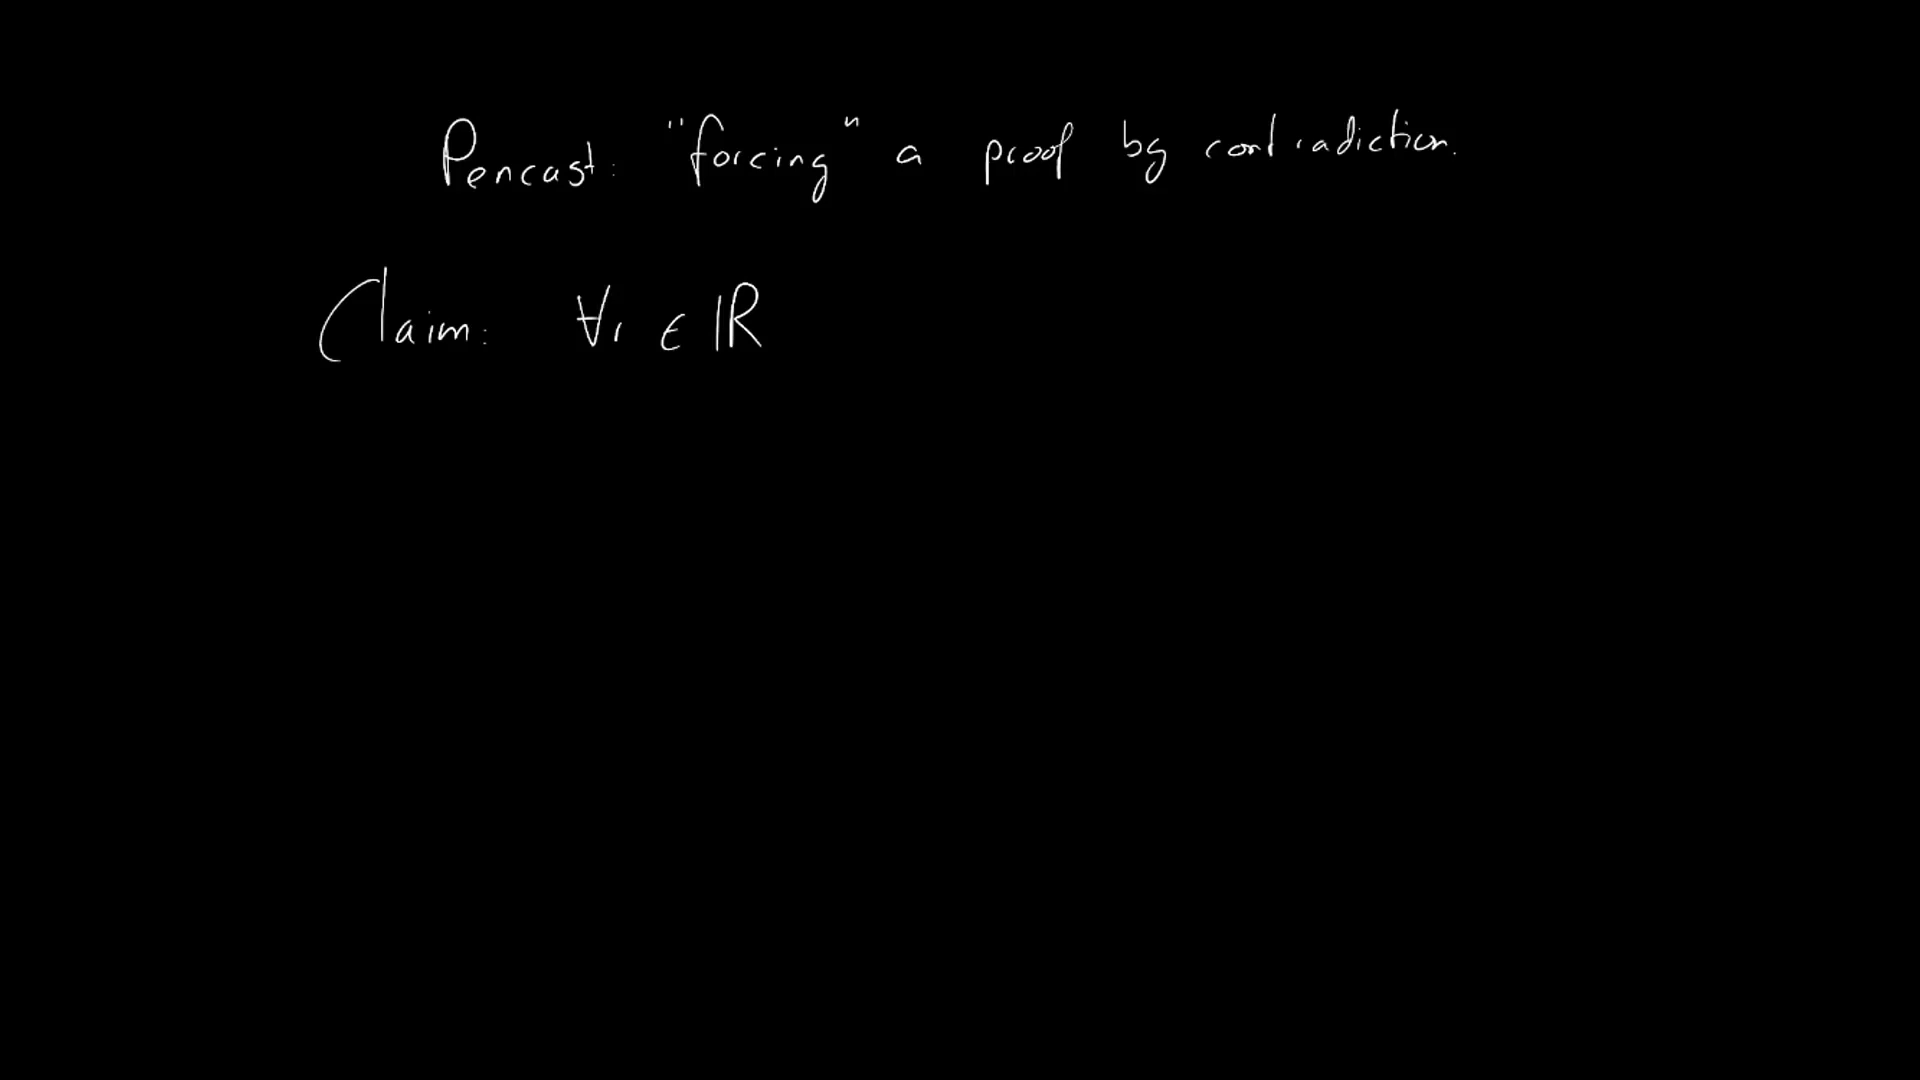 Pencast: "forcing" a proof by contradiction.
Claim: ∀r ∈ ℝ